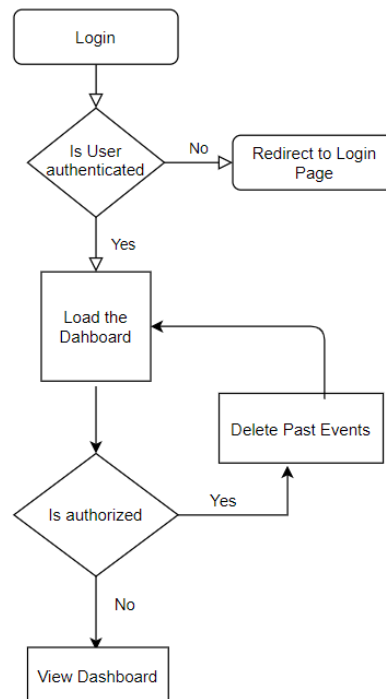 Login
Is User
authenticated
No
Redirect to Login
Page
Yes
Load the
Dahboard
Delete Past Events
Is authorized
Yes
No
View Dashboard